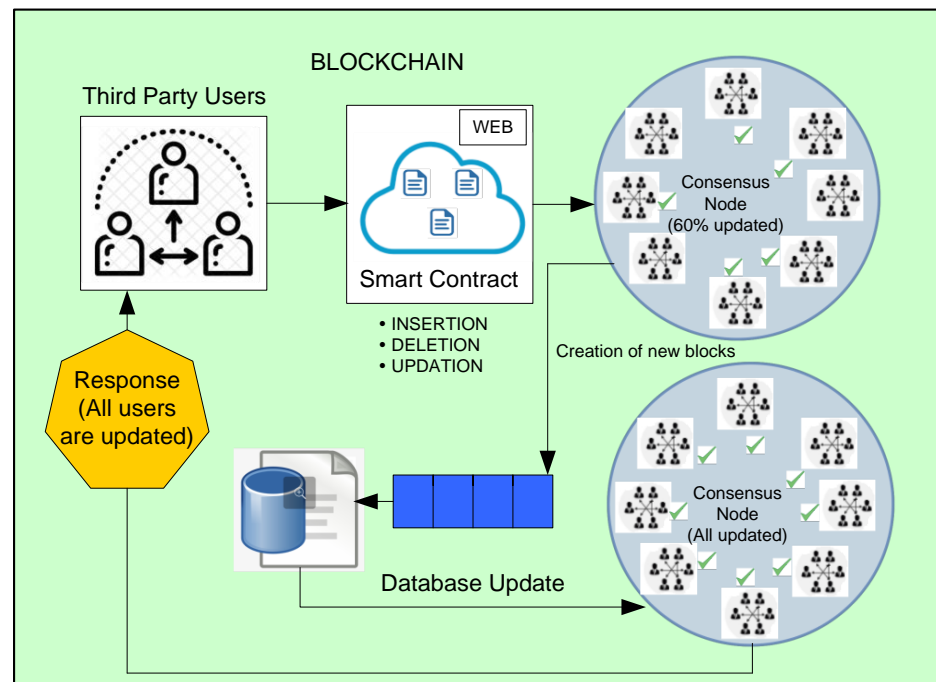 BLOCKCHAIN
Third Party Users
WEB
Smart Contract
• INSERTION
• DELETION
• UPDATION
Consensus
Node
(60% updated)
Creation of new blocks
Response
(All users
are updated)
Database Update
Consensus
Node
(All updated)